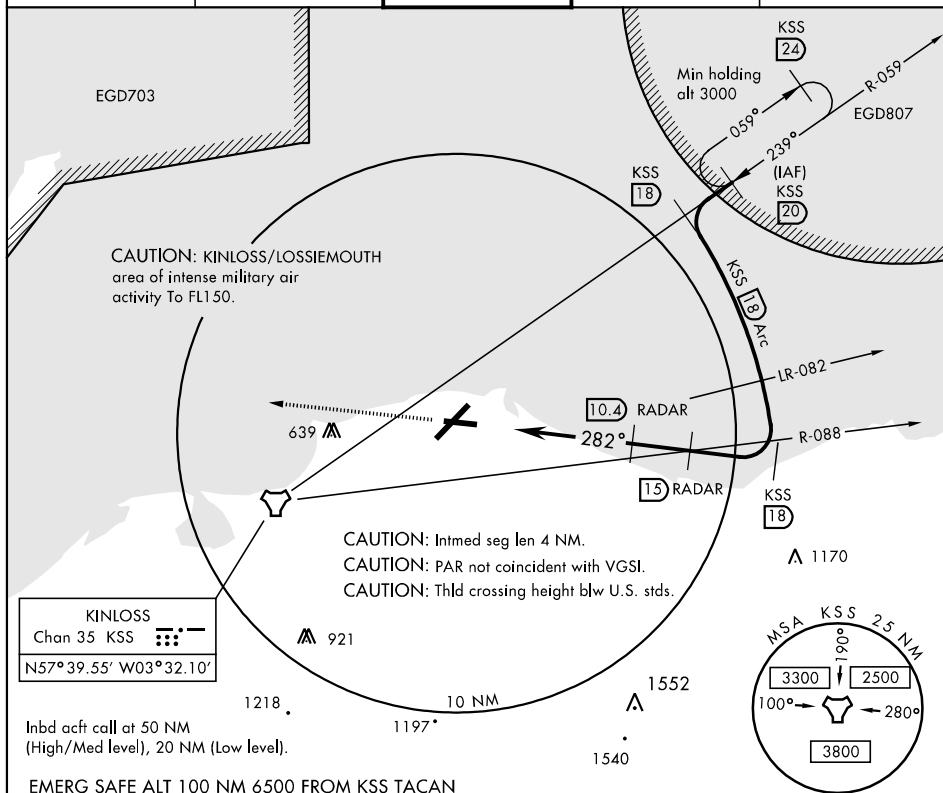 KSS
24
Min holding
alt 3000
R-059
EGD703
059°
EGD807
239°
(IAF)
KSS
18
KSS
20
CAUTION: KINLOSS/LOSSIEMOUTH
area of intense military air
activity To FL150.
KSS 18 Arc
LR-082
10.4 RADAR
639
282°
R-088
15 RADAR
KSS
18
CAUTION: Intmed seg len 4 NM.
CAUTION: PAR not coincident with VGSI.
CAUTION: Thld crossing height blw U.S. stds.
1170
KINLOSS
Chan 35 KSS
N57°39.55' W03°32.10'
921
MSA KSS 25 NM
190°
3300
2500
100°
280°
3800
1552
10 NM
1218
1197
1540
Inbd acft call at 50 NM
(High/Med level), 20 NM (Low level).
EMERG SAFE ALT 100 NM 6500 FROM KSS TACAN